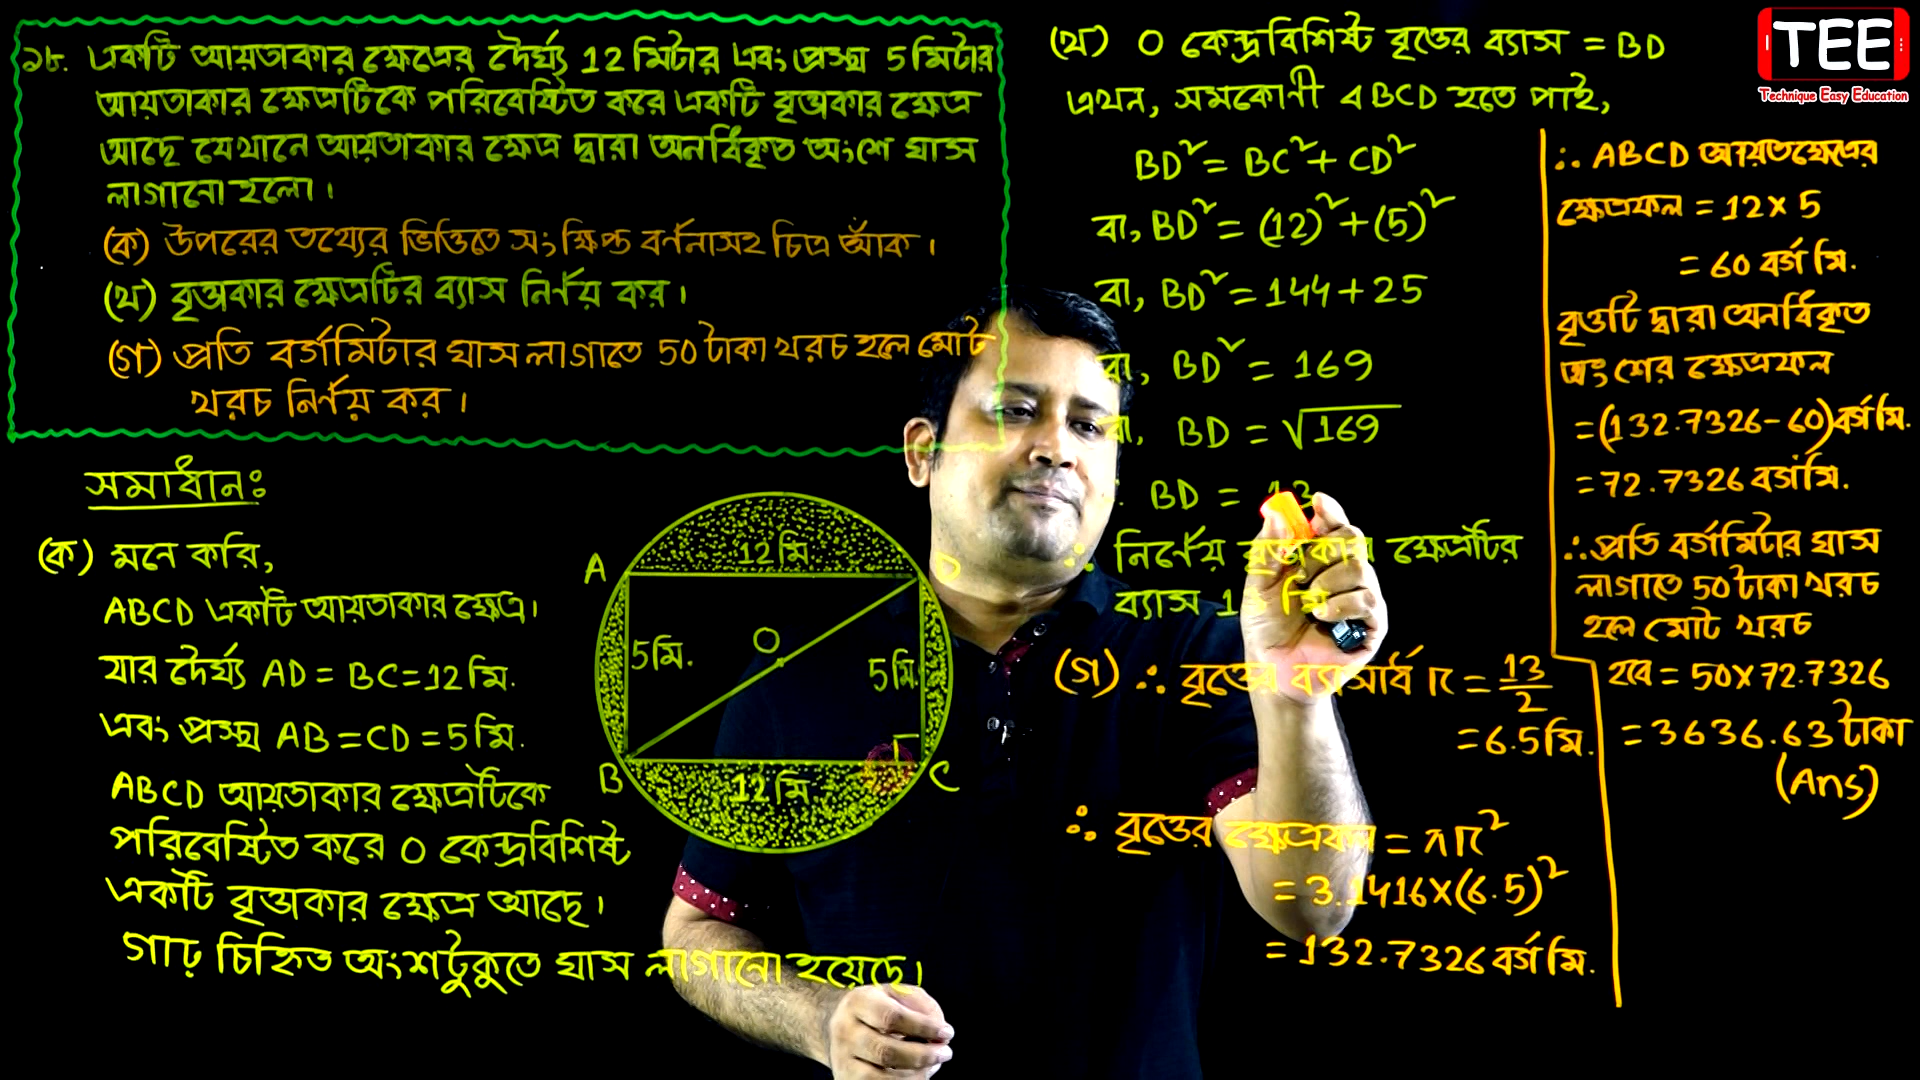 ১৮. একটি আয়তাকার ক্ষেত্রের দৈর্ঘ্য 12 মিটার এবং প্রস্থ 5 মিটার
আয়তাকার ক্ষেত্রটিকে পরিবেষ্টিত করে একটি বৃত্তাকার ক্ষেত্র
আছে যেখানে আয়তাকার ক্ষেত্র দ্বারা অনধিকৃত অংশে ঘাস
লাগানো হলো।
(ক) উপরের তথ্যের ভিত্তিতে সংক্ষিপ্ত বর্ণনাসহ চিত্র আঁক।
(খ) বৃত্তাকার ক্ষেত্রটির ব্যাস নির্ণয় কর।
(গ) প্রতি বর্গমিটার ঘাস লাগাতে 50 টাকা খরচ হলে মোট
খরচ নির্ণয় কর।
সমাধানঃ
(ক) মনে করি,
ABCD একটি আয়তাকার ক্ষেত্র।
যার দৈর্ঘ্য AD = BC = 12 মি.
এবং প্রস্থ AB = CD = 5 মি.
ABCD আয়তাকার ক্ষেত্রটিকে
পরিবেষ্টিত করে O কেন্দ্রবিশিষ্ট
একটি বৃত্তাকার ক্ষেত্র আছে।
গাঢ় চিহ্নিত অংশটুকুতে ঘাস লাগানো হয়েছে।
12 মি.
A
D
O
5 মি.
5 মি.
B
12 মি.
C
(খ) O কেন্দ্রবিশিষ্ট বৃত্তের ব্যাস = BD
এখন, সমকোণী ⊿ BCD হতে পাই,
BD² = BC² + CD²
বা, BD² = (12)² + (5)²
বা, BD² = 144 + 25
বা, BD² = 169
বা, BD = √169
BD = 13
∴ নির্ণেয় বৃত্তাকার ক্ষেত্রটির
ব্যাস 13 মি.
(গ) ∴ বৃত্তের ব্যাসার্ধ r = 13/2
= 6.5 মি.
∴ বৃত্তের ক্ষেত্রফল = πr²
= 3.1416 × (6.5)²
= 132.7326 বর্গ মি.
∴ ABCD আয়তক্ষেত্রের
ক্ষেত্রফল = 12 × 5
= 60 বর্গ মি.
বৃত্তটি দ্বারা অনধিকৃত
অংশের ক্ষেত্রফল
= (132.7326 - 60) বর্গ মি.
= 72.7326 বর্গ মি.
∴ প্রতি বর্গমিটার ঘাস
লাগাতে 50 টাকা খরচ
হলে মোট খরচ
হবে = 50 × 72.7326
= 3636.63 টাকা
(Ans)
TEE
Technique Easy Education